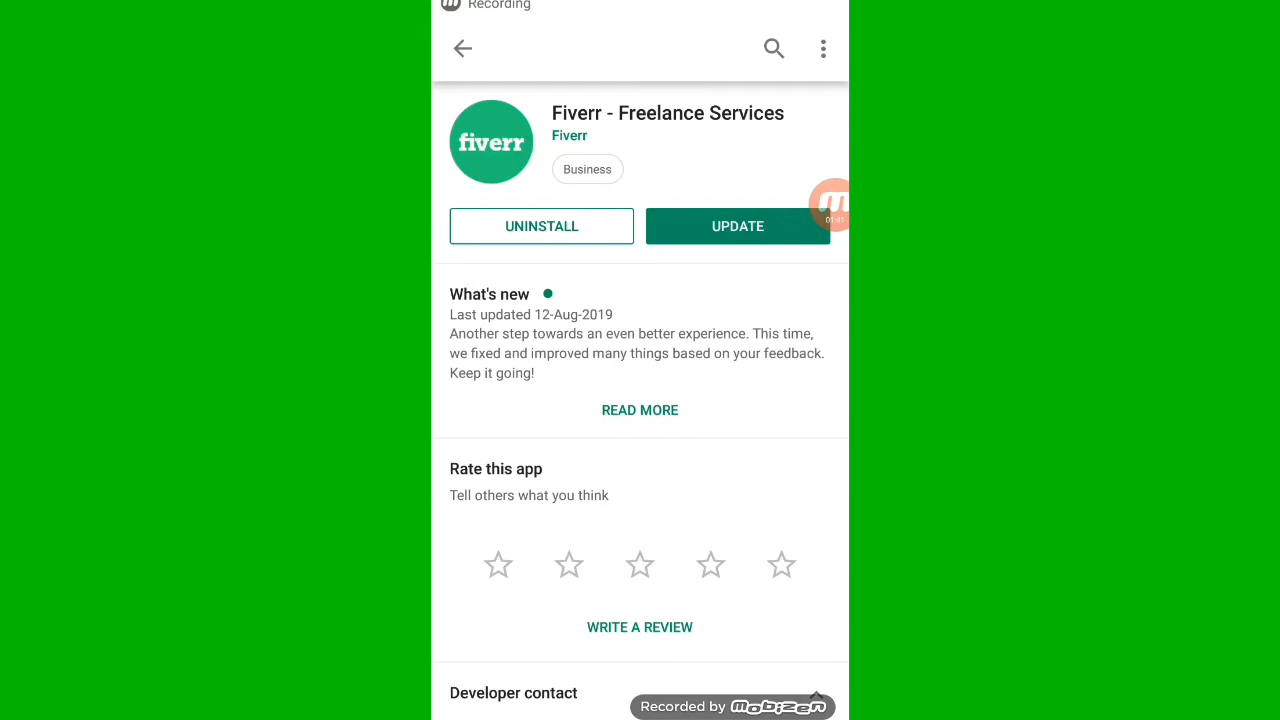 Recording
fiverr
Fiverr - Freelance Services
Fiverr
Business
UNINSTALL
UPDATE
What's new
Last updated 12-Aug-2019
Another step towards an even better experience. This time,
we fixed and improved many things based on your feedback.
Keep it going!
READ MORE
Rate this app
Tell others what you think
WRITE A REVIEW
Developer contact
Recorded by mobizen